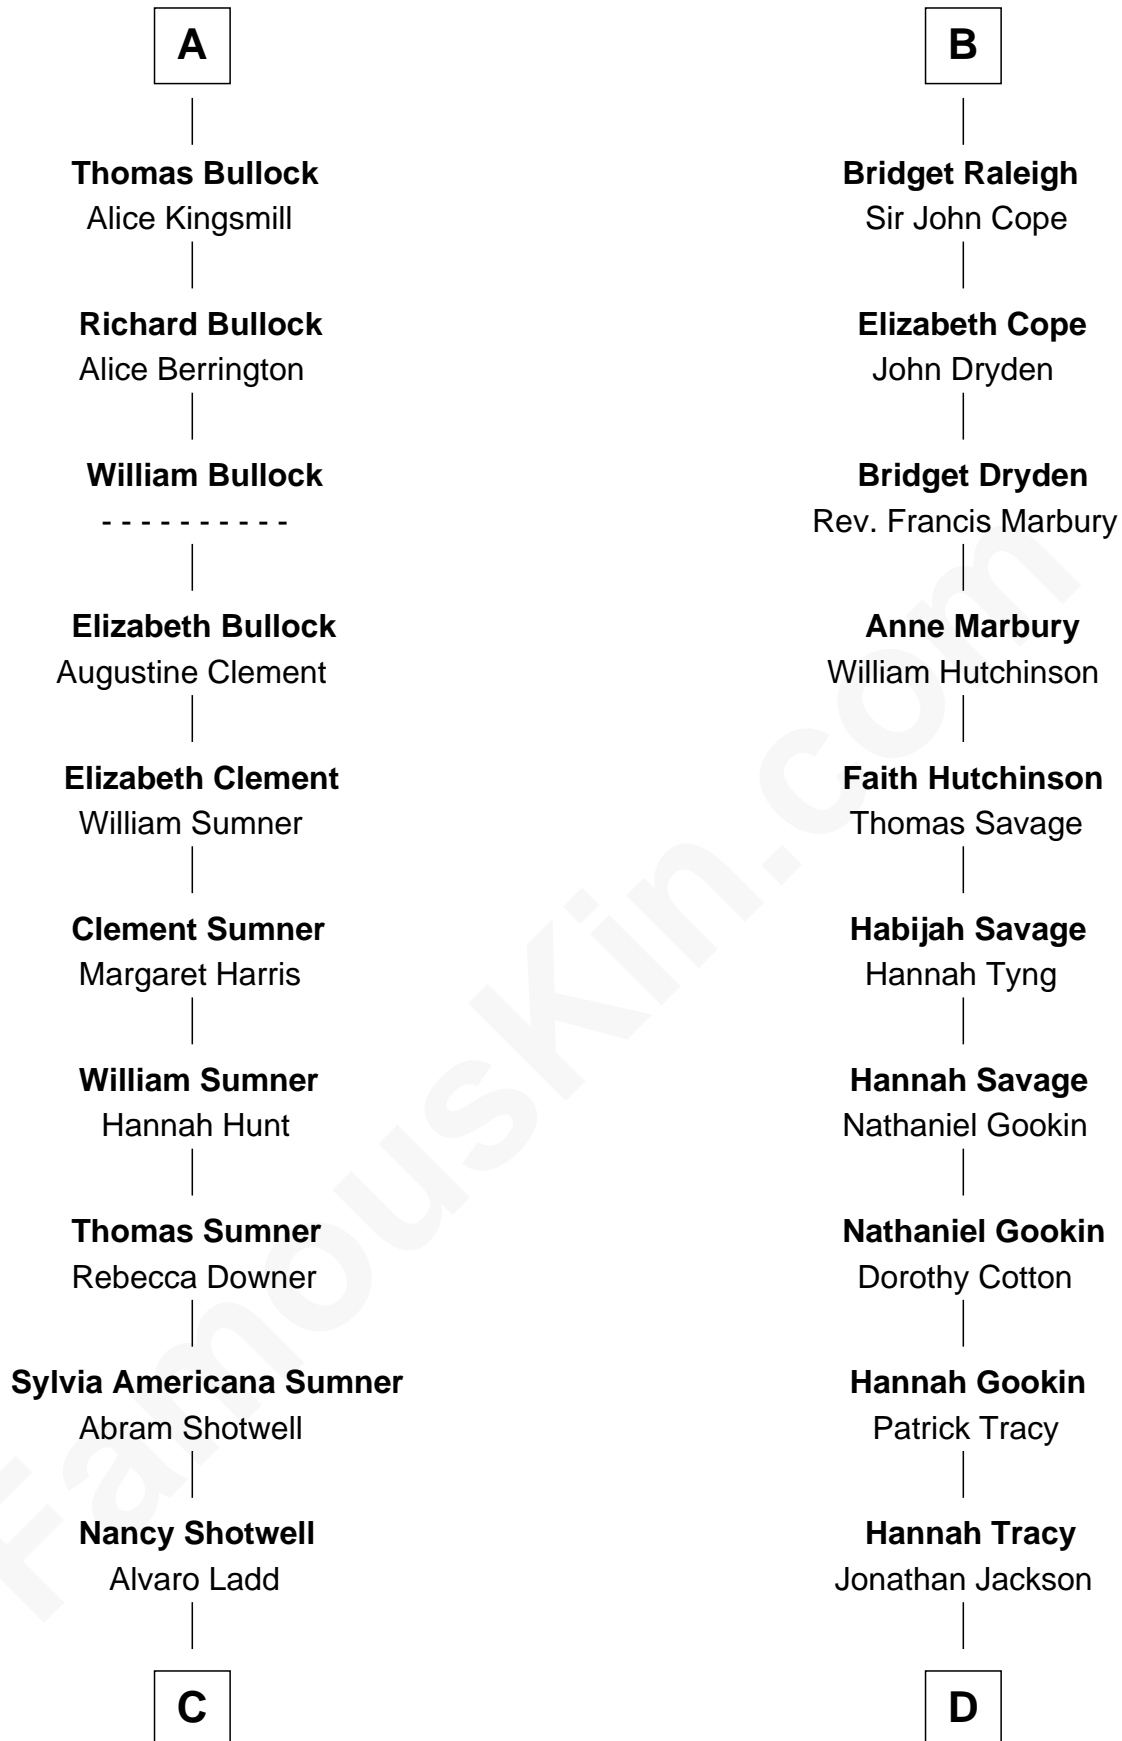 A
Thomas Bullock
Alice Kingsmill
Richard Bullock
Alice Berrington
William Bullock
- - - - - - - - - -
Elizabeth Bullock
Augustine Clement
Elizabeth Clement
William Sumner
Clement Sumner
Margaret Harris
William Sumner
Hannah Hunt
Thomas Sumner
Rebecca Downer
Sylvia Americana Sumner
Abram Shotwell
Nancy Shotwell
Alvaro Ladd
C
B
Bridget Raleigh
Sir John Cope
Elizabeth Cope
John Dryden
Bridget Dryden
Rev. Francis Marbury
Anne Marbury
William Hutchinson
Faith Hutchinson
Thomas Savage
Habijah Savage
Hannah Tyng
Hannah Savage
Nathaniel Gookin
Nathaniel Gookin
Dorothy Cotton
Hannah Gookin
Patrick Tracy
Hannah Tracy
Jonathan Jackson
D
FamousKin.com